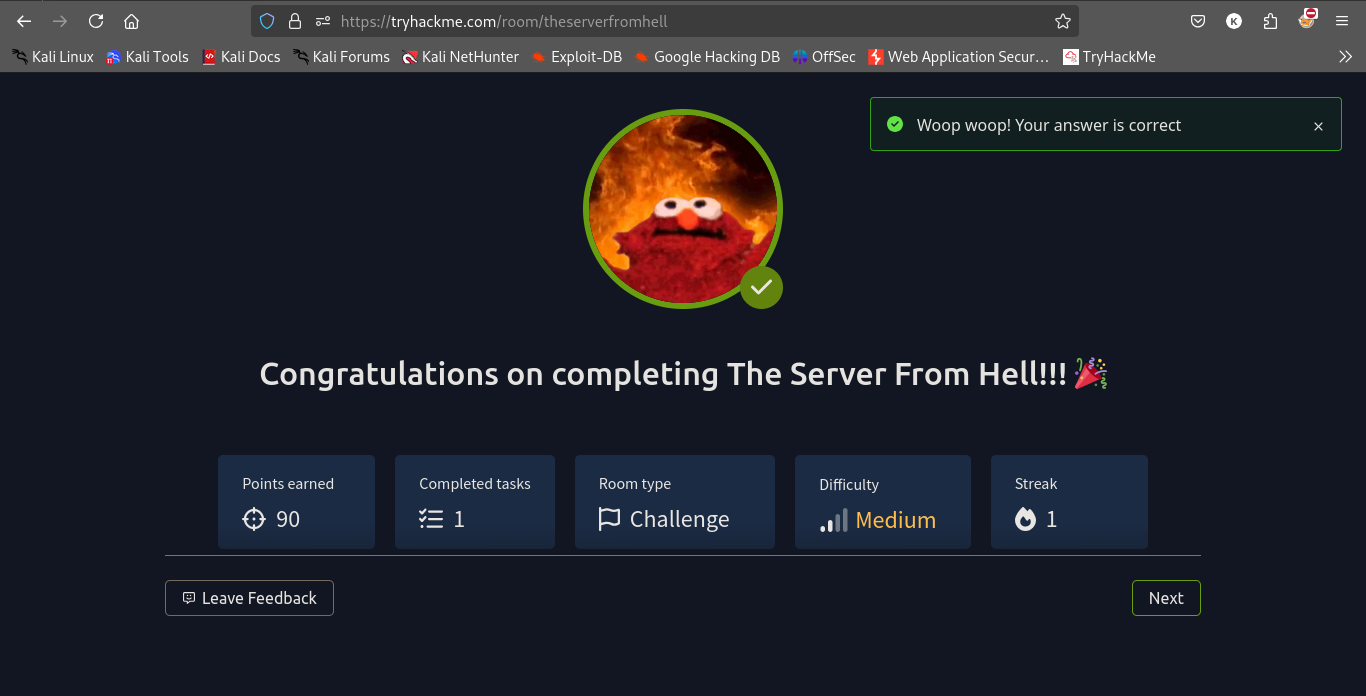 https://tryhackme.com/room/theserverfromhell
K
Kali Linux Kali Tools Kali Docs Kali Forums Kali NetHunter Exploit-DB Google Hacking DB OffSec Web Application Secur… TryHackMe
Woop woop! Your answer is correct
Congratulations on completing The Server From Hell!!! 🎉
Points earned Completed tasks Room type Difficulty Streak
90 1 Challenge Medium 1
Leave Feedback Next